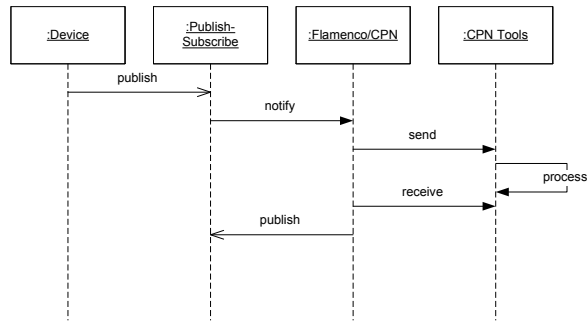 :Device
:Publish-
Subscribe
:Flamenco/CPN
:CPN Tools
publish
notify
send
process
receive
publish